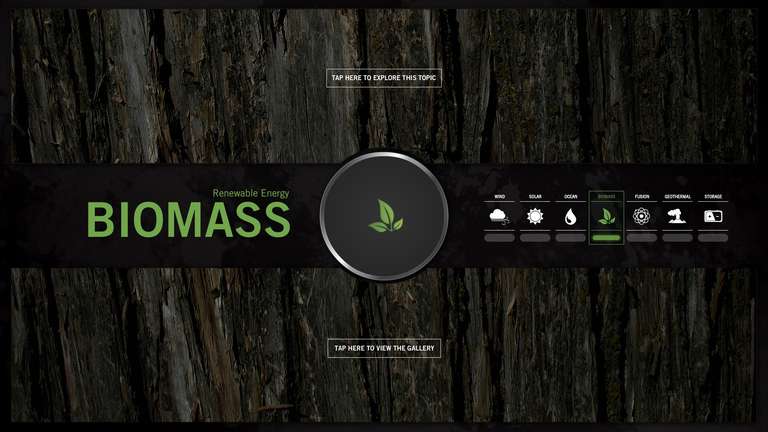 TAP HERE TO EXPLORE THIS TOPIC
Renewable Energy
BIOMASS
WIND
SOLAR
OCEAN
BIOMASS
FUSION
GEOTHERMAL
STORAGE
TAP HERE TO VIEW THE GALLERY